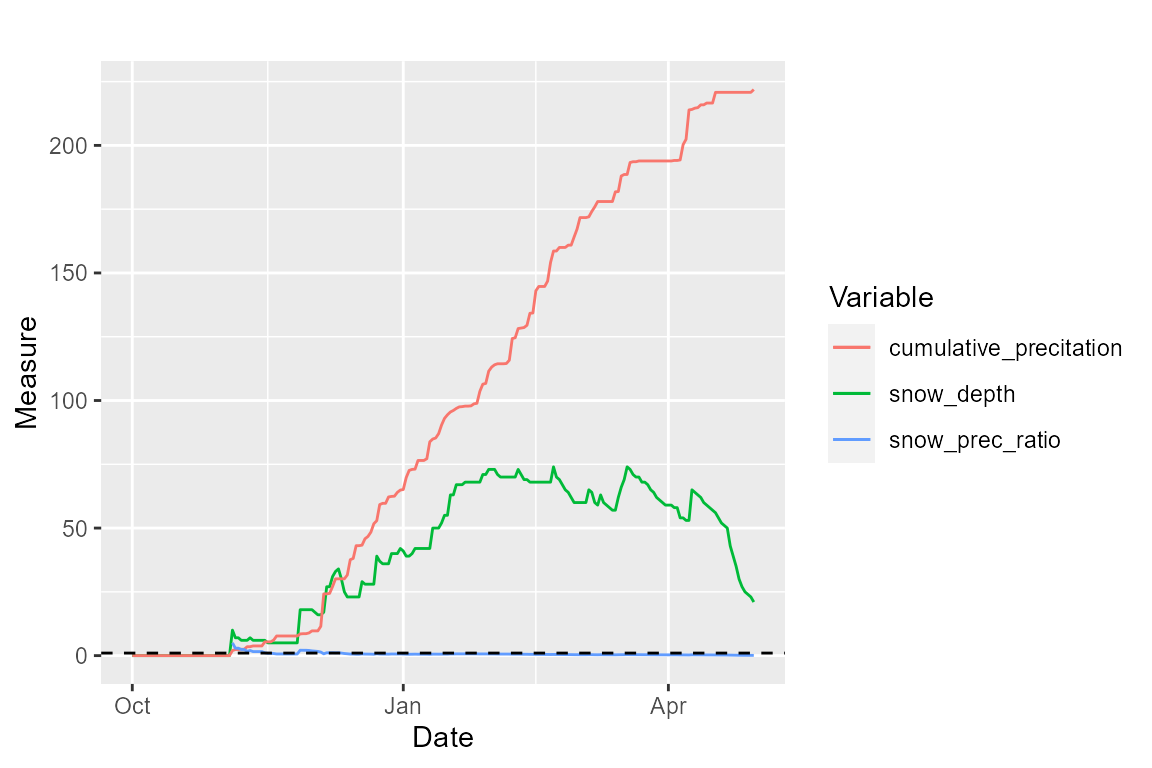 200
150
100
50
0
Measure
Oct
Jan
Apr
Date
Variable
cumulative_precitation
snow_depth
snow_prec_ratio